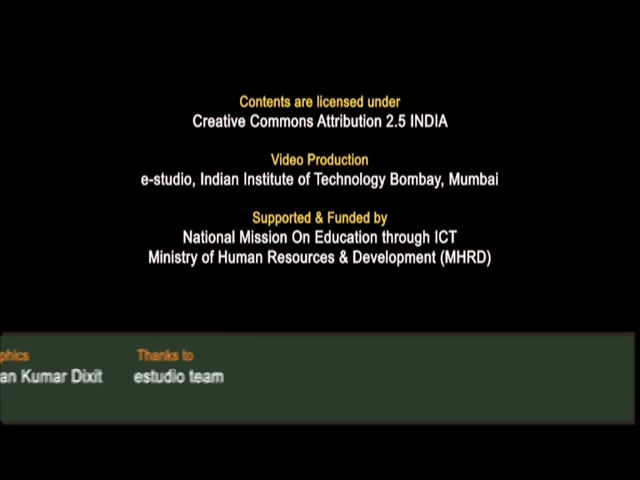 Contents are licensed under
Creative Commons Attribution 2.5 INDIA
Video Production
e-studio, Indian Institute of Technology Bombay, Mumbai
Supported & Funded by
National Mission On Education through ICT
Ministry of Human Resources & Development (MHRD)
phics
an Kumar Dixit
Thanks to
estudio team